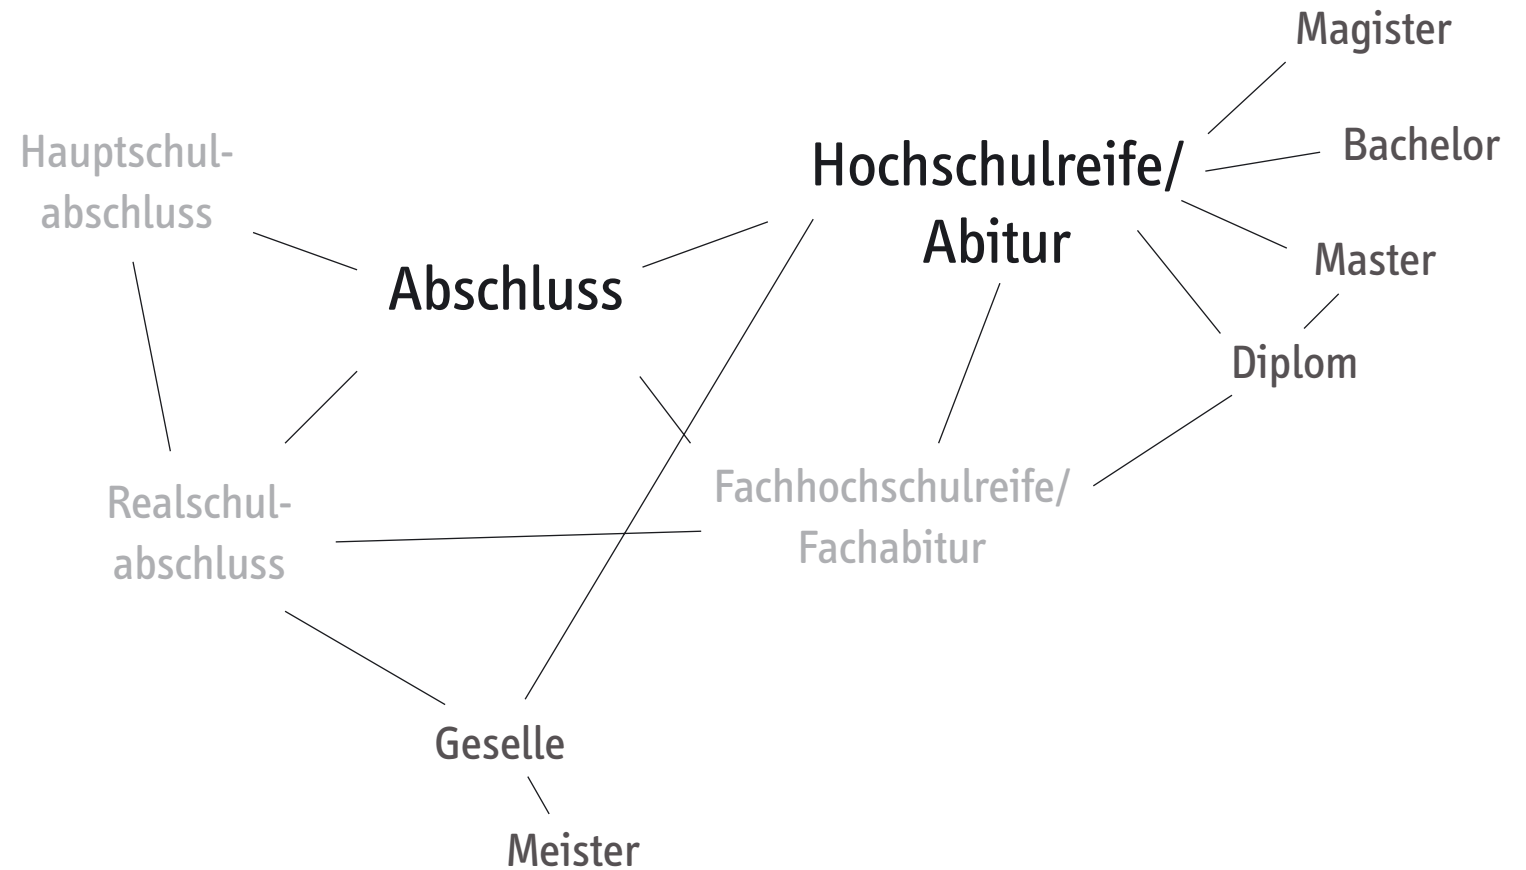 Magister
Bachelor
Hauptschul-
abschluss
Hochschulreife/
Abitur
Abschluss
Master
Diplom
Realschul-
abschluss
Fachhochschulreife/
Fachabitur
Geselle
Meister